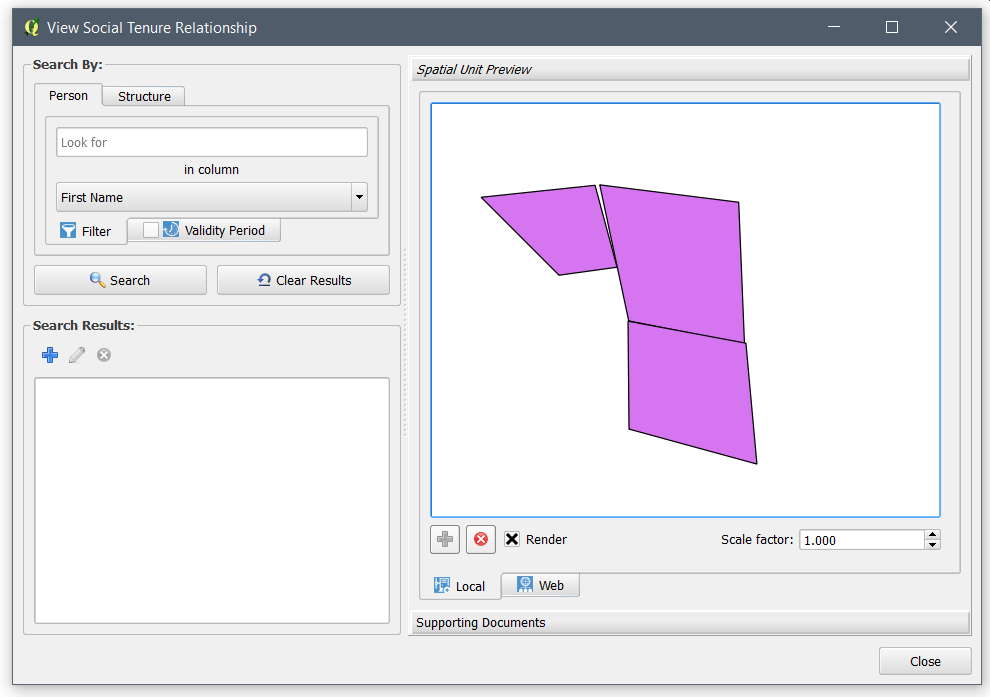 View Social Tenure Relationship
Search By:
Person
Structure
Look for
in column
First Name
Filter
Validity Period
Search
Clear Results
Search Results:
Spatial Unit Preview
Render
Scale factor:
1.000
Local
Web
Supporting Documents
Close